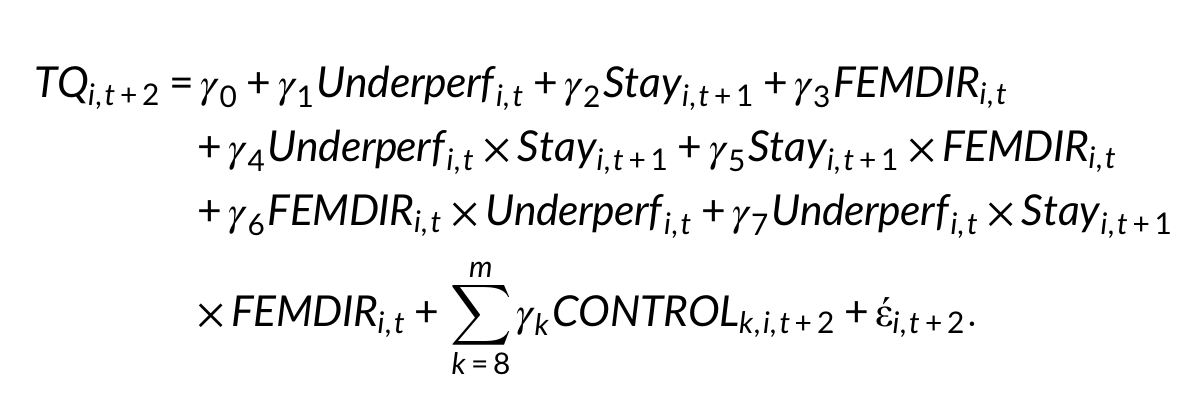 TQ_{i,t+2} = γ_0 + γ_1Underperf_{i,t} + γ_2Stay_{i,t+1} + γ_3FEMDIR_{i,t}
+ γ_4Underperf_{i,t} × Stay_{i,t+1} + γ_5Stay_{i,t+1} × FEMDIR_{i,t}
+ γ_6FEMDIR_{i,t} × Underperf_{i,t} + γ_7Underperf_{i,t} × Stay_{i,t+1}
× FEMDIR_{i,t} + ∑_{k=8}^{m} γ_kCONTROL_{k,i,t+2} + έ_{i,t+2}.